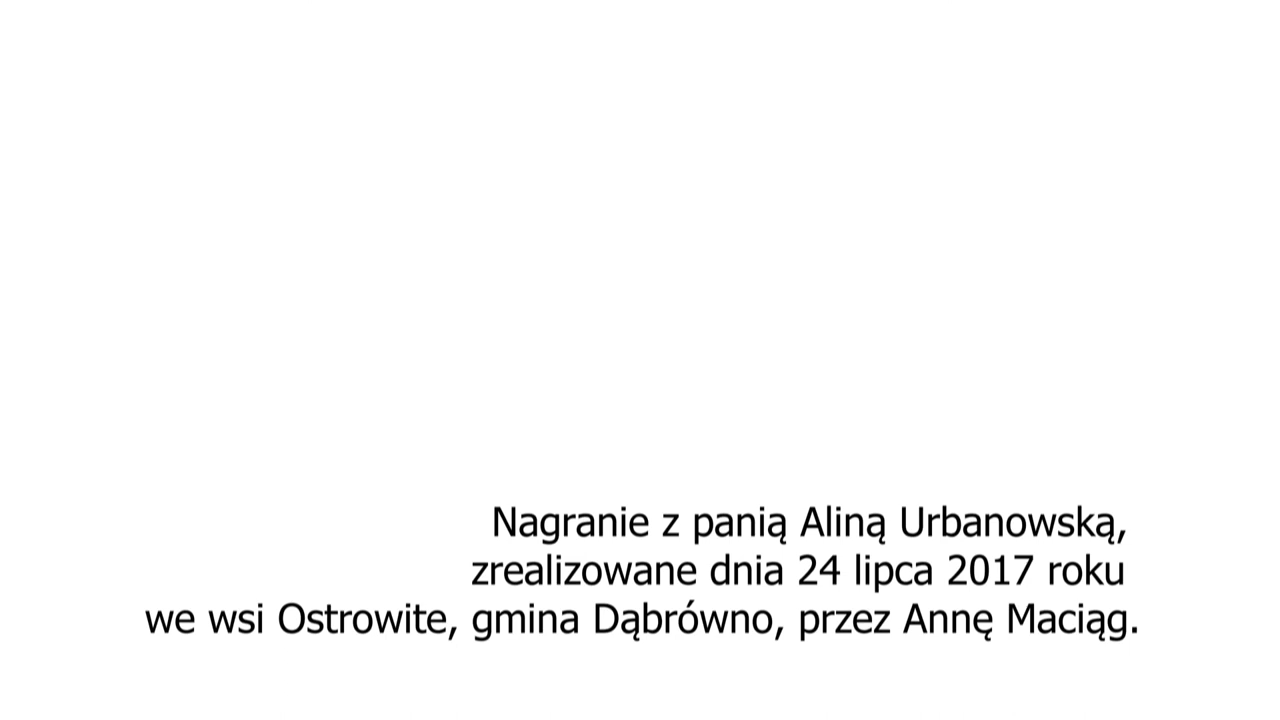 Nagranie z panią Aliną Urbanowską,
zrealizowane dnia 24 lipca 2017 roku
we wsi Ostrowite, gmina Dąbrówno, przez Annę Maciąg.